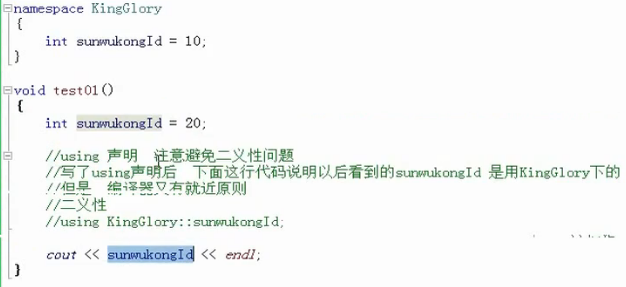 namespace KingGlory
{
int sunwukongId = 10;
}
void test01()
{
int sunwukongId = 20;
//using 声明 注意避免二义性问题
//写了using声明后 下面这行代码说明以后看到的sunwukongId 是用KingGlory下的
//但是 编译器又有就近原则
//二义性
//using KingGlory::sunwukongId;
cout << sunwukongId << endl;
}